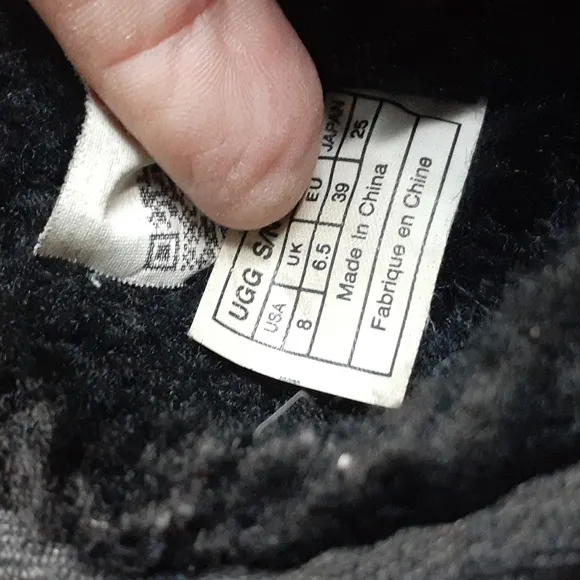 UGG S/N
USA UK EU JAPAN
8 6.5 39 25
Made In China
Fabrique en Chine